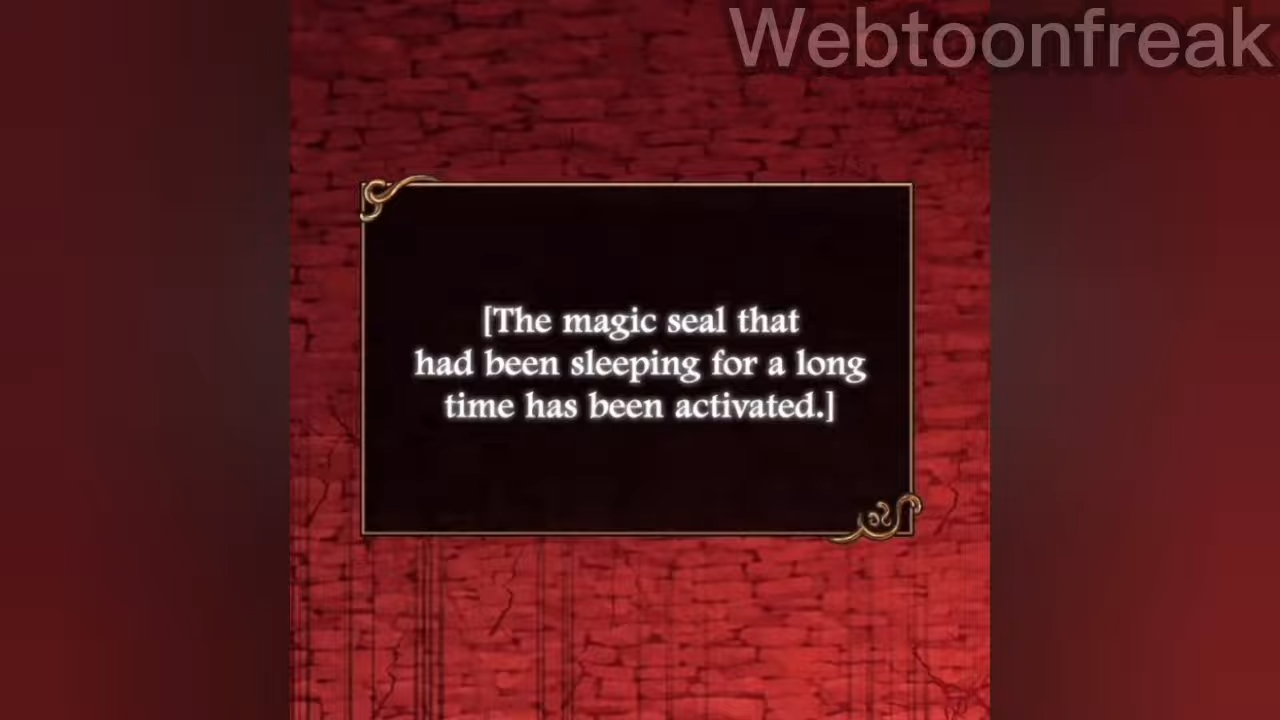 Webtoonfreak
[The magic seal that
had been sleeping for a long
time has been activated.]